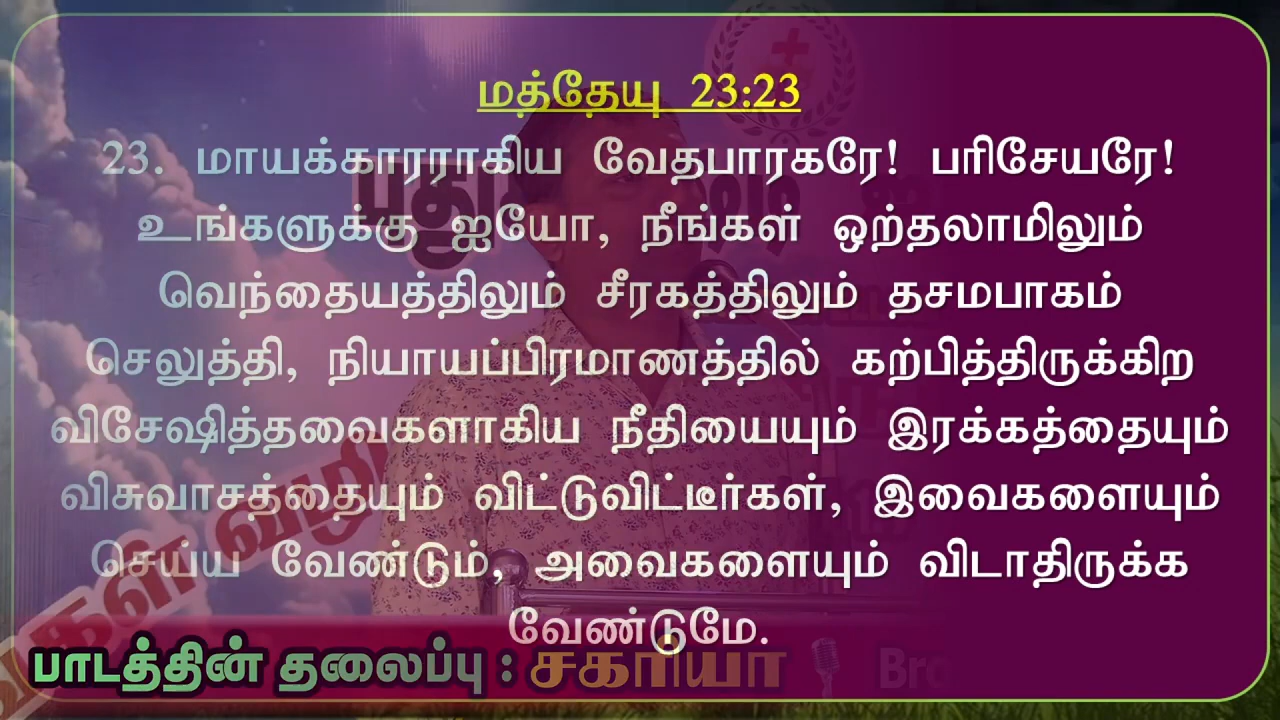 மத்தேயு 23:23
23. மாயக்காரராகிய வேதபாரகரே! பரிசேயரே!
உங்களுக்கு ஐயோ, நீங்கள் ஒற்தலாமிலும்
வெந்தையத்திலும் சீரகத்திலும் தசமபாகம்
செலுத்தி, நியாயப்பிரமாணத்தில் கற்பித்திருக்கிற
விசேஷித்தவைகளாகிய நீதியையும் இரக்கத்தையும்
விசுவாசத்தையும் விட்டுவிட்டீர்கள், இவைகளையும்
செய்ய வேண்டும், அவைகளையும் விடாதிருக்க
வேண்டுமே.
பாடத்தின் தலைப்பு : சகரியா